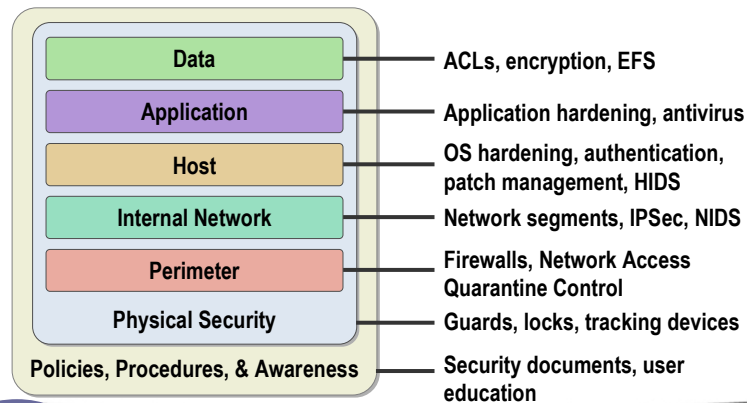 Data
ACLs, encryption, EFS
Application
Application hardening, antivirus
Host
OS hardening, authentication,
patch management, HIDS
Internal Network
Network segments, IPSec, NIDS
Perimeter
Firewalls, Network Access
Quarantine Control
Physical Security
Guards, locks, tracking devices
Policies, Procedures, & Awareness
Security documents, user
education